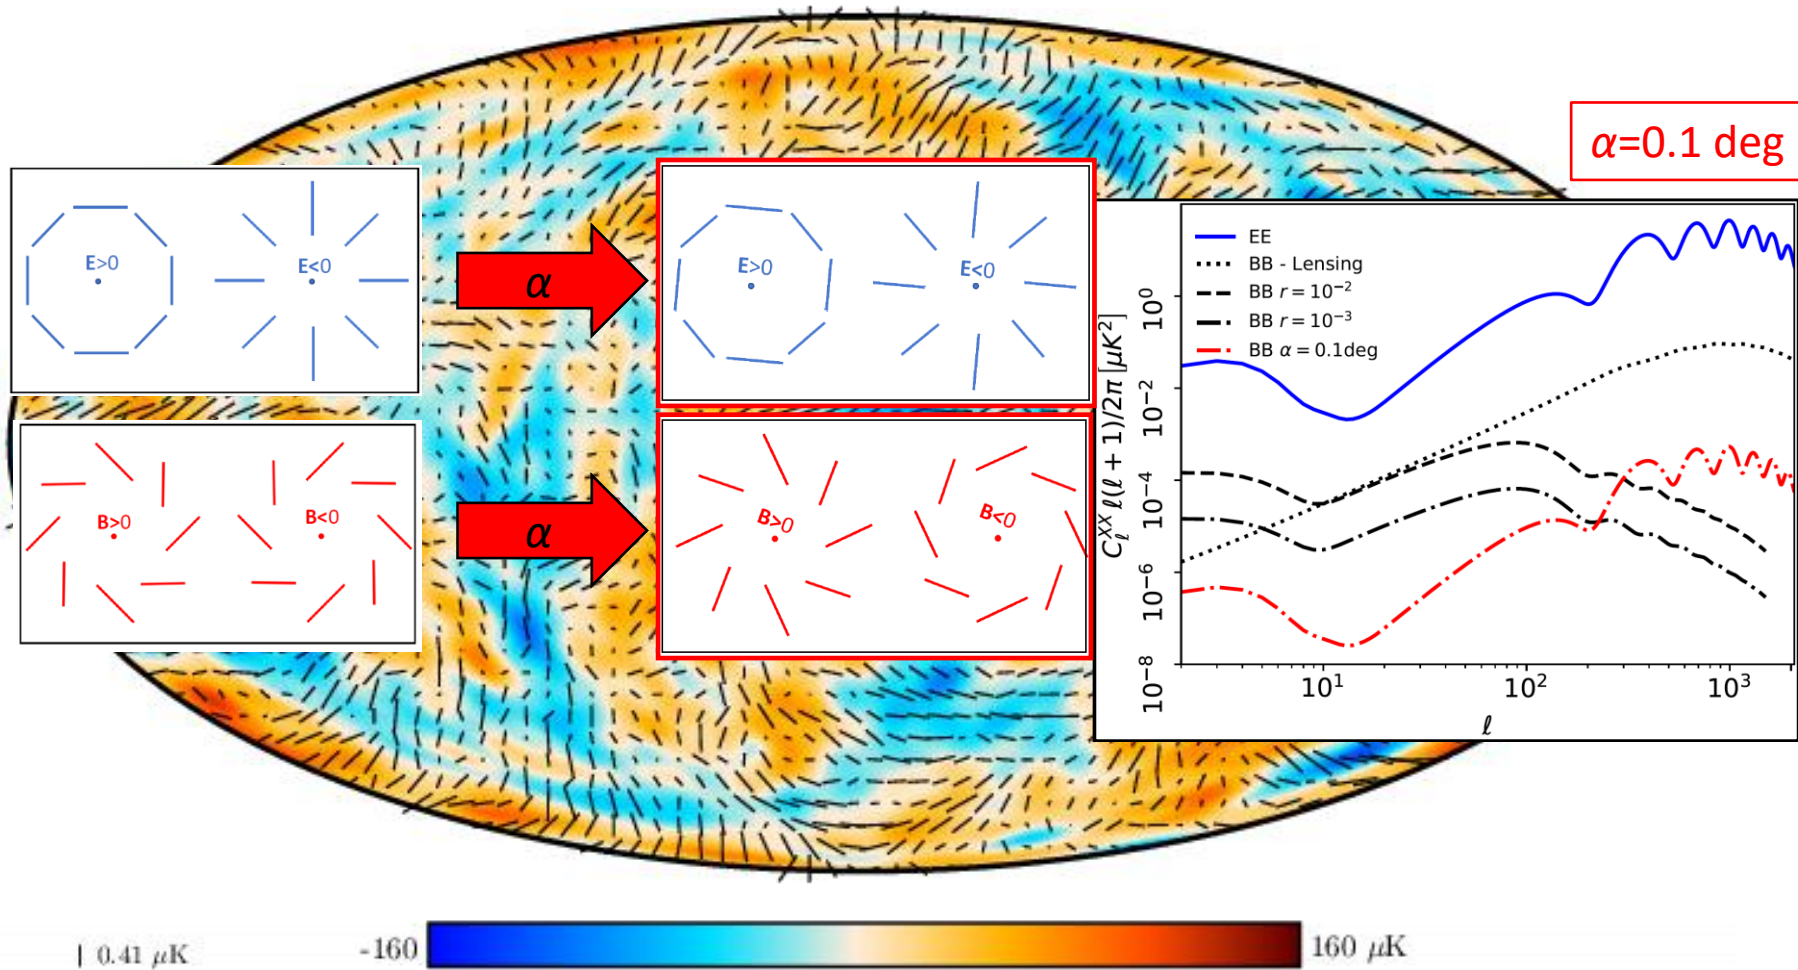 α=0.1 deg
E>0
E<0
α
E>0
E<0
B>0
B<0
α
B>0
B<0
EE
BB - Lensing
BB r = 10⁻²
BB r = 10⁻³
BB α = 0.1deg
C_ℓ^XX ℓ(ℓ + 1)/2π [μK²]
10⁰
10⁻²
10⁻⁴
10⁻⁵
10⁻⁶
10⁻⁸
10¹
10²
10³
ℓ
0.41 μK
-160
160 μK